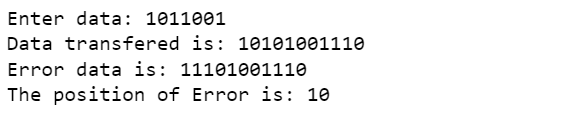 Enter data: 1011001
Data transfered is: 10101001110
Error data is: 11101001110
The position of Error is: 10